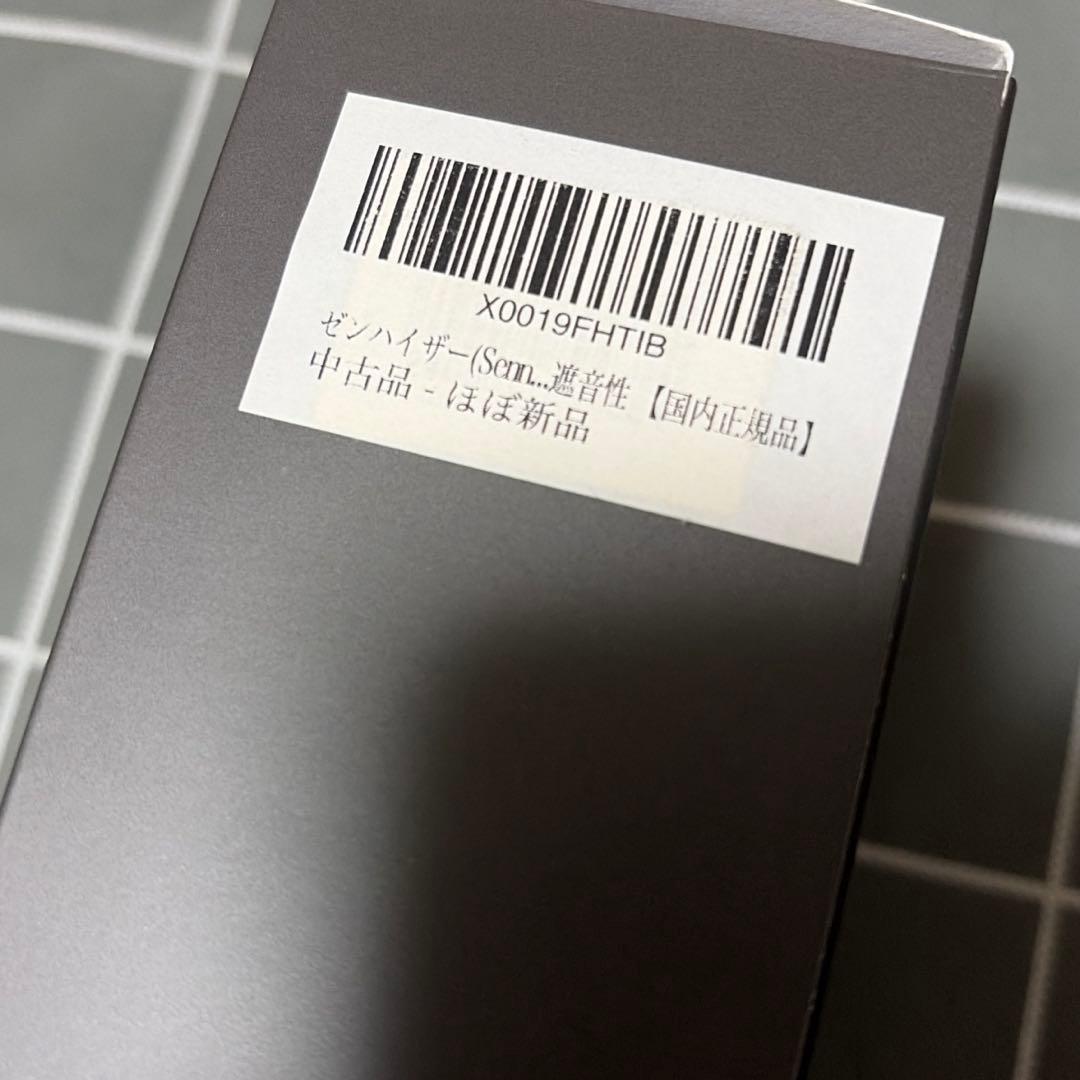 X0019FHTIB
ゼンハイザー(Senn...遮音性 【国内正規品】
中古品 - ほぼ新品